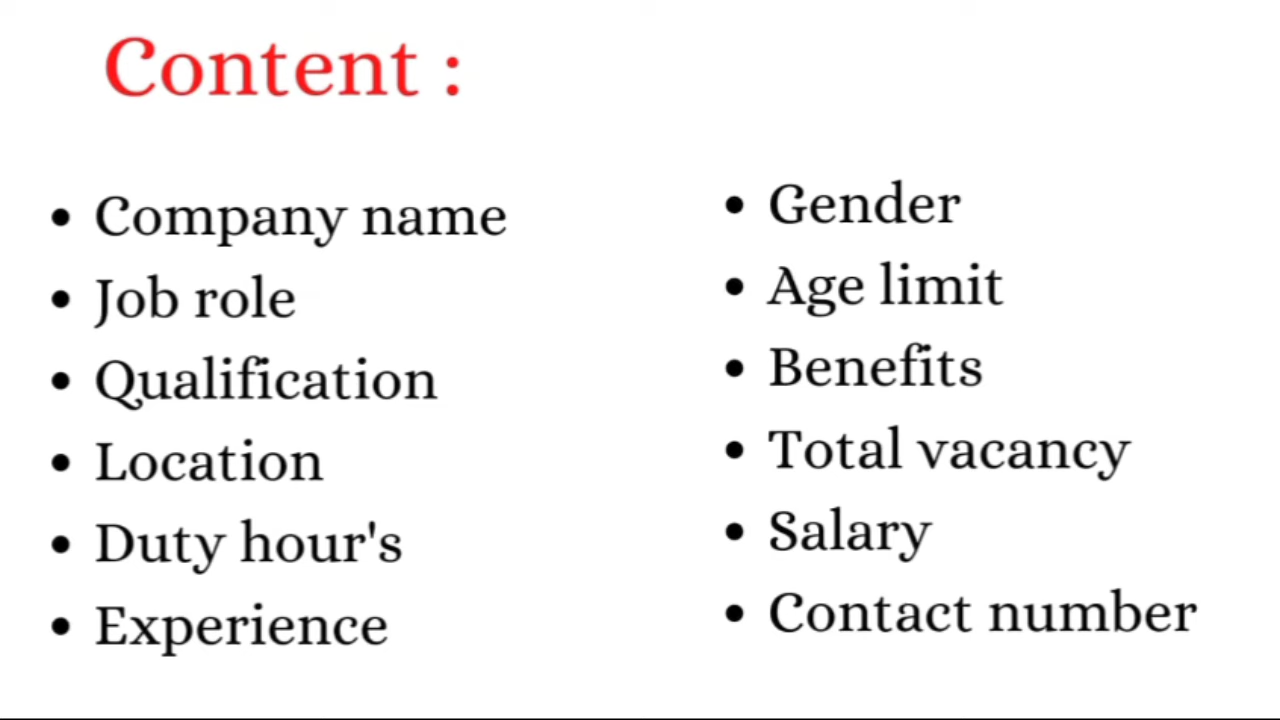 Content :
• Company name
• Job role
• Qualification
• Location
• Duty hour's
• Experience
• Gender
• Age limit
• Benefits
• Total vacancy
• Salary
• Contact number